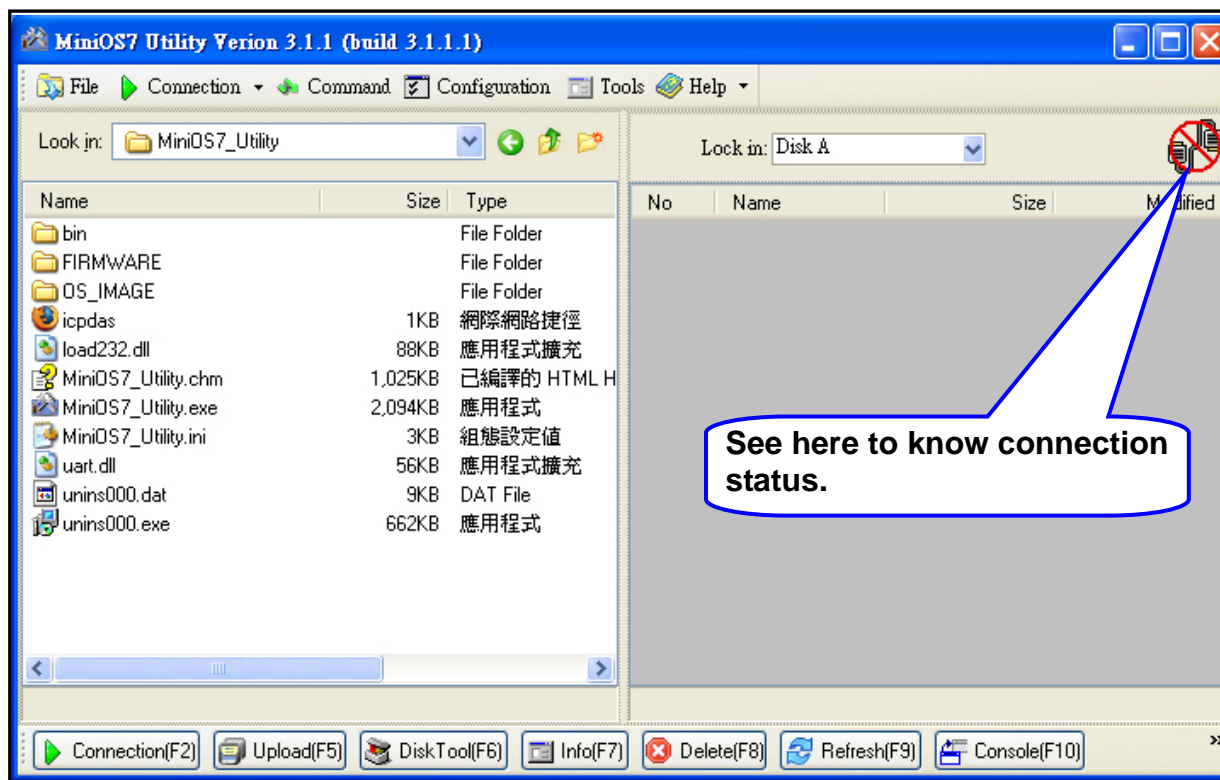 MiniOS7 Utility Verion 3.1.1 (build 3.1.1.1)
File Connection Command Configuration Tools Help
Look in: MiniOS7_Utility
Lock in: Disk A
Name Size Type
No Name Size Modified
bin File Folder
FIRMWARE File Folder
OS_IMAGE File Folder
icpdas 1KB 網際網路捷徑
load232.dll 88KB 應用程式擴充
MiniOS7_Utility.chm 1,025KB 已編譯的 HTML H
MiniOS7_Utility.exe 2,094KB 應用程式
MiniOS7_Utility.ini 3KB 組態設定值
uart.dll 56KB 應用程式擴充
unins000.dat 9KB DAT File
unins000.exe 662KB 應用程式
See here to know connection
status.
Connection(F2) Upload(F5) DiskTool(F6) Info(F7) Delete(F8) Refresh(F9) Console(F10) »